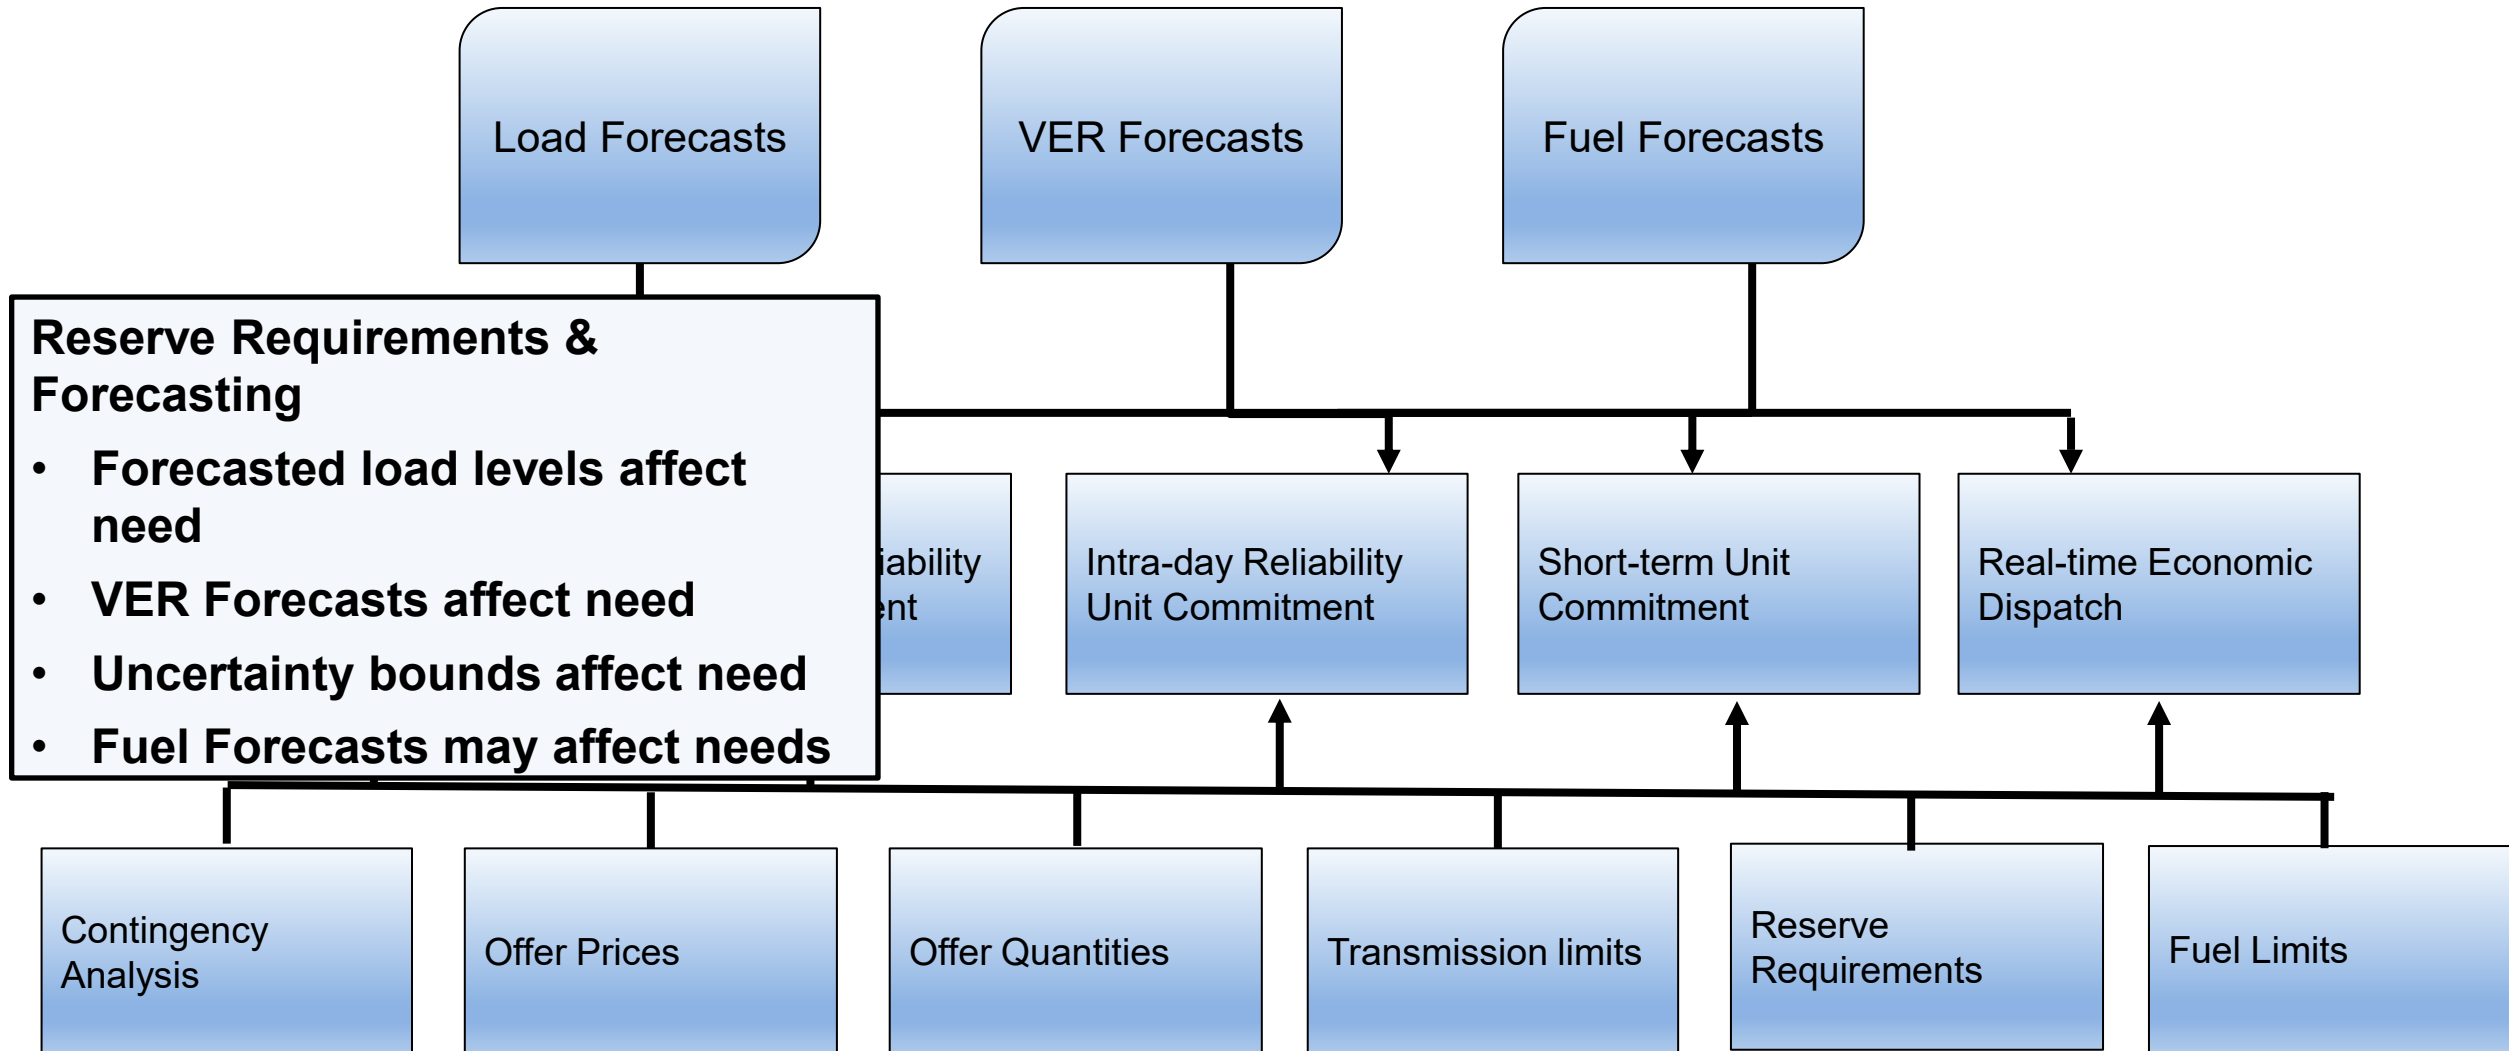 Load Forecasts
VER Forecasts
Fuel Forecasts
Reserve Requirements &
Forecasting
• Forecasted load levels affect
need
• VER Forecasts affect need
• Uncertainty bounds affect need
• Fuel Forecasts may affect needs
Intra-day Reliability
Unit Commitment
Short-term Unit
Commitment
Real-time Economic
Dispatch
Contingency
Analysis
Offer Prices
Offer Quantities
Transmission limits
Reserve
Requirements
Fuel Limits